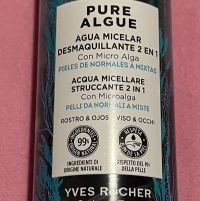 PURE
ALGUE
AGUA MICELAR
DESMAQUILLANTE 2 EN 1
Con Micro Alga
PIELES DE NORMALES A MIXTAS
ACQUA MICELLARE
STRUCCANTE 2 IN 1
Con Microalga
PELLI DA NORMALI A MISTE
ROSTRO & OJOS / VISO & OCCHI
99%
INGREDIENTI DI
ORIGINE NATURALE
RISPETTO DEL PH
DELLA PELLE
YVES ROCHER